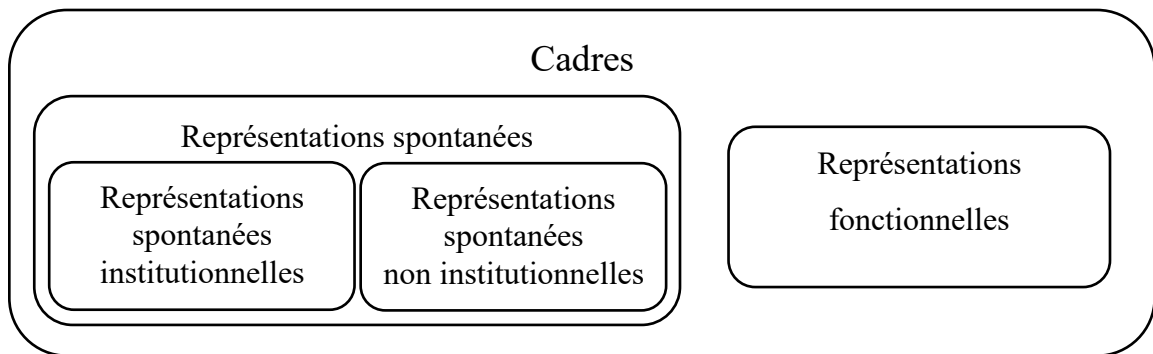 Cadres
Représentations spontanées
Représentations
spontanées
institutionnelles
Représentations
spontanées
non institutionnelles
Représentations
fonctionnelles